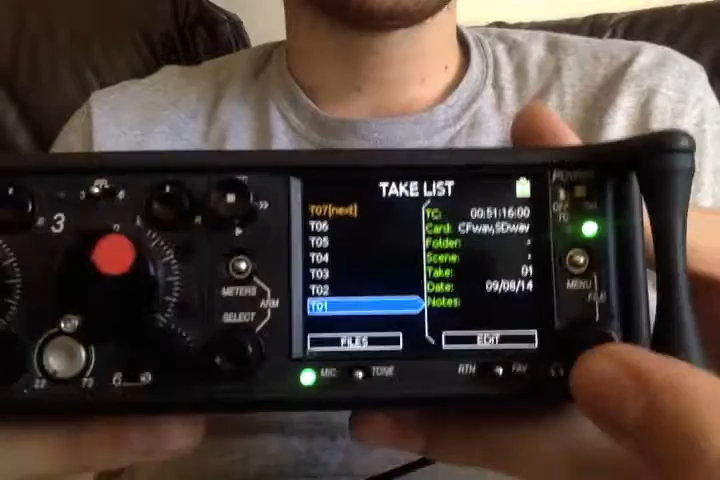 TAKE LIST
T07[next]
T06
T05
T04
T03
T02
T01
TC: 00:51:16:00
Card: CFwav,SDwav
Folder: -
Scene: -
Take: 01
Date: 09/08/14
Notes:
FILES
EDIT
3
METERS
ARM
SELECT
MENU
MIC
TONE
RTN
FAV
6